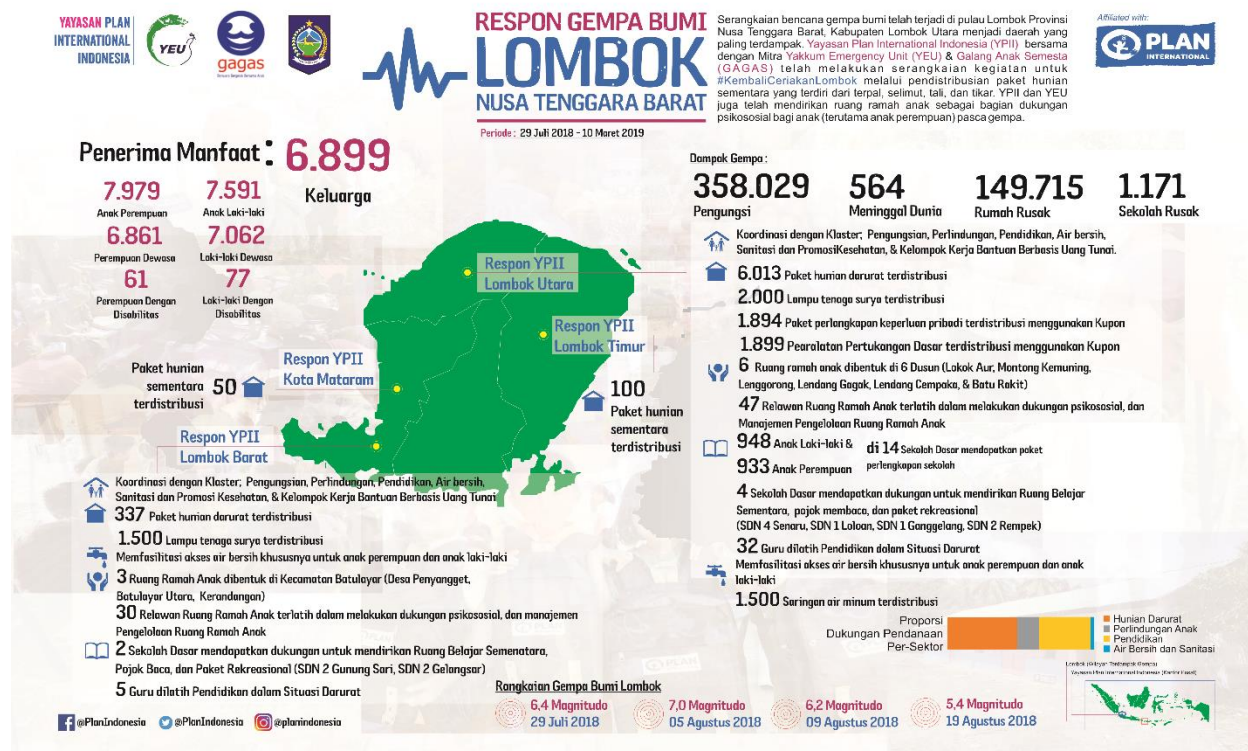 YAYASAN PLAN
INTERNATIONAL
INDONESIA
YEU
gagas
RESPON GEMPA BUMI
LOMBOK
NUSA TENGGARA BARAT
Periode : 29 Juli 2018 - 10 Maret 2019
Serangkaian bencana gempa bumi telah terjadi di pulau Lombok Provinsi
Nusa Tenggara Barat, Kabupaten Lombok Utara menjadi daerah yang
paling terdampak. Yayasan Plan International Indonesia (YPII) bersama
dengan Mitra Yakkum Emergency Unit (YEU) & Galang Anak Semesta
(GAGAS) telah melakukan serangkaian kegiatan untuk
#KembaliCeriakanLombok melalui pendistribusian paket hunian
sementara yang terdiri dari terpal, selimut, tali, dan tikar. YPII dan YEU
juga telah mendirikan ruang ramah anak sebagai bagian dukungan
psikososial bagi anak (terutama anak perempuan) pasca gempa.
Affiliated with:
PLAN
INTERNATIONAL
Penerima Manfaat : 6.899
Keluarga
7.979
Anak Perempuan
7.591
Anak Laki-laki
6.861
Perempuan Dewasa
7.062
Laki-laki Dewasa
61
Perempuan Dengan
Disabilitas
77
Laki-laki Dengan
Disabilitas
Respon YPII
Lombok Utara
Respon YPII
Lombok Timur
Respon YPII
Kota Mataram
Respon YPII
Lombok Barat
Paket hunian
sementara
terdistribusi
50
100
Paket hunian
sementara
terdistribusi
Koordinasi dengan Klaster; Pengungsian, Perlindungan, Pendidikan, Air bersih,
Sanitasi dan Promosi Kesehatan, & Kelompok Kerja Bantuan Berbasis Uang Tunai
337 Paket hunian darurat terdistribusi
1.500 Lampu tenaga surya terdistribusi
Memfasilitasi akses air bersih khususnya untuk anak perempuan dan anak laki-laki
3 Ruang Ramah Anak dibentuk di Kecamatan Batulayar (Desa Penyangget,
Batulayar Utara, Kerandangan)
30 Relawan Ruang Ramah Anak terlatih dalam melakukan dukungan psikososial, dan manajemen
Pengelolaan Ruang Ramah Anak
2 Sekolah Dasar mendapatkan dukungan untuk mendirikan Ruang Belajar Semenatara,
Pojok Baca, dan Paket Rekreasional (SDN 2 Gunung Sari, SDN 2 Gelangsar)
5 Guru dilatih Pendidikan dalam Situasi Darurat
@PlanIndonesia
@PlanIndonesia
@planindonesia
Dampak Gempa :
358.029
Pengungsi
564
Meninggal Dunia
149.715
Rumah Rusak
1.171
Sekolah Rusak
Koordinasi dengan Klaster; Pengungsian, Perlindungan, Pendidikan, Air bersih,
Sanitasi dan PromosiKesehatan, & Kelompok Kerja Bantuan Berbasis Uang Tunai.
6.013 Paket hunian darurat terdistribusi
2.000 Lampu tenaga surya terdistribusi
1.894 Paket perlangkapan keperluan pribadi terdistribusi menggunakan Kupon
1.899 Pearalatan Pertukangan Dasar terdistribusi menggunakan Kupon
6 Ruang ramah anak dibentuk di 6 Dusun (Lokok Aur, Montong Kemuning,
Lenggorong, Lendang Gagak, Lendang Cempaka, & Batu Rakit)
47 Relawan Ruang Ramah Anak terlatih dalam melakukan dukungan psikososial, dan
Manajemen Pengelolaan Ruang Ramah Anak
948 Anak Laki-laki &
933 Anak Perempuan
di 14 Sekolah Dasar mendapatkan paket
perlengkapan sekolah
4 Sekolah Dasar mendapatkan dukungan untuk mendirikan Ruang Belajar
Sementara, pojok membaca, dan paket rekreasional
(SDN 4 Senaru, SDN 1 Loloan, SDN 1 Ganggelang, SDN 2 Rempek)
32 Guru dilatih Pendidikan dalam Situasi Darurat
Memfasilitasi akses air bersih khususnya untuk anak perempuan dan anak
laki-laki
1.500 Saringan air minum terdistribusi
Proporsi
Dukungan Pendanaan
Per-Sektor
Hunian Darurat
Perlindungan Anak
Pendidikan
Air Bersih dan Sanitasi
Yayasan Plan International Indonesia (Kantor Pusat)
Rangkaian Gempa Bumi Lombok
6,4 Magnitudo
29 Juli 2018
7,0 Magnitudo
05 Agustus 2018
6,2 Magnitudo
09 Agustus 2018
5,4 Magnitudo
19 Agustus 2018